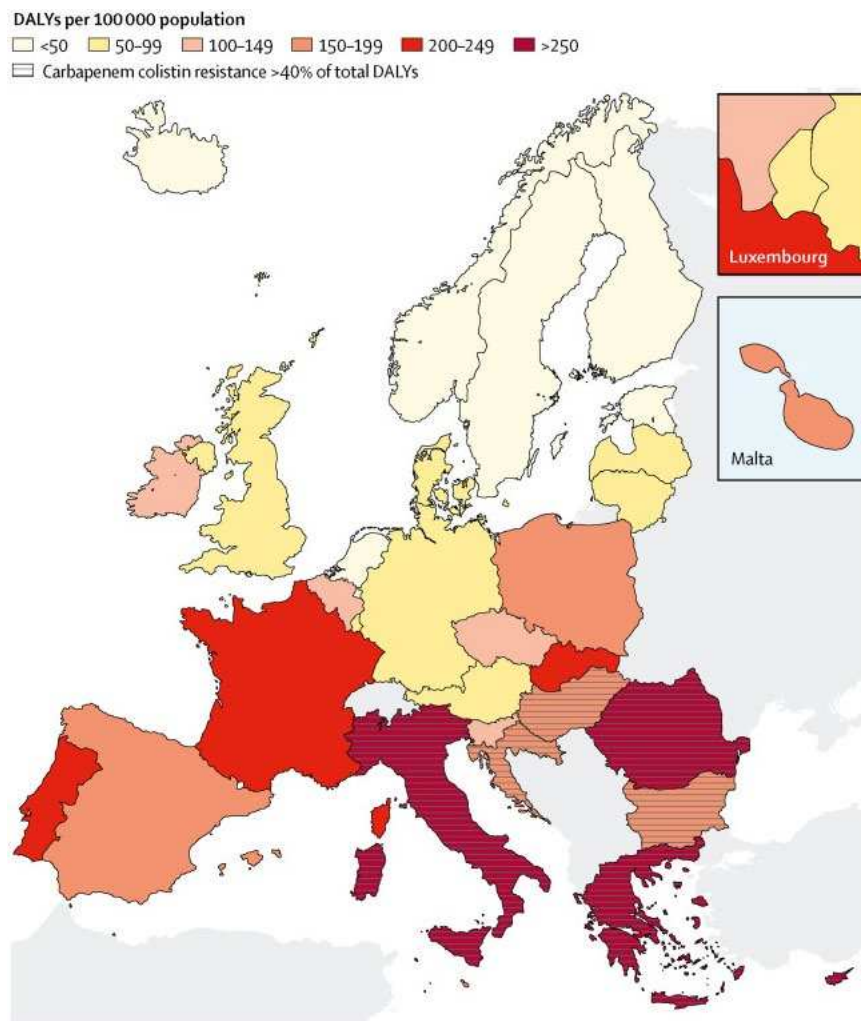 DALYs per 100 000 population
<50 50–99 100–149 150–199 200–249 >250
Carbapenem colistin resistance >40% of total DALYs
Luxembourg
Malta